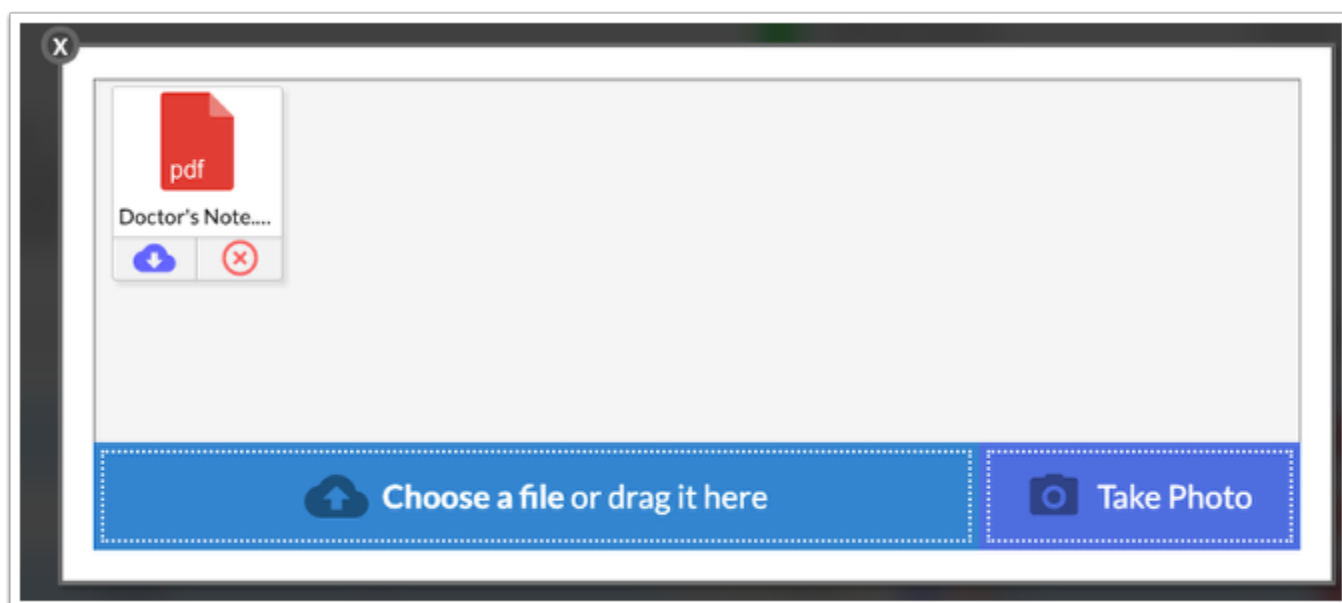 X
pdf
Doctor's Note....
Choose a file or drag it here
Take Photo